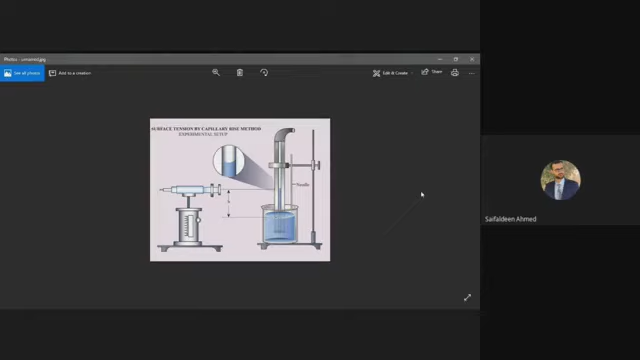 Photos - unnamed.jpg
See all photos
Add to a creation
Edit & Create
Share
SURFACE TENSION BY CAPILLARY RISE METHOD
EXPERIMENTAL SETUP
Needle
h
Saifaldeen Ahmed